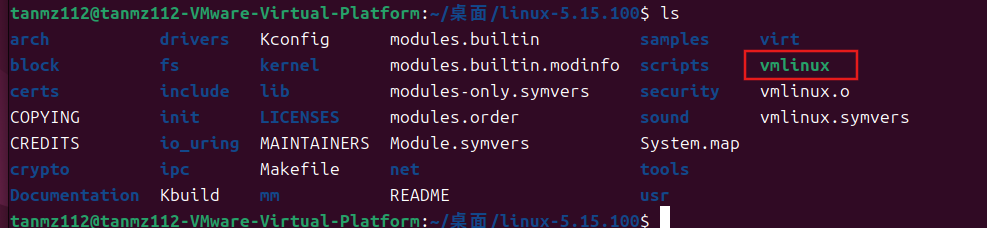 tanmz112@tanmz112-VMware-Virtual-Platform:~/桌面/linux-5.15.100$ ls
arch drivers Kconfig modules.builtin samples virt
block fs kernel modules.builtin.modinfo scripts vmlinux
certs include lib modules-only.symvers security vmlinux.o
COPYING init LICENSES modules.order sound vmlinux.symvers
CREDITS io_uring MAINTAINERS Module.symvers System.map
crypto ipc Makefile net tools
Documentation Kbuild mm README usr
tanmz112@tanmz112-VMware-Virtual-Platform:~/桌面/linux-5.15.100$